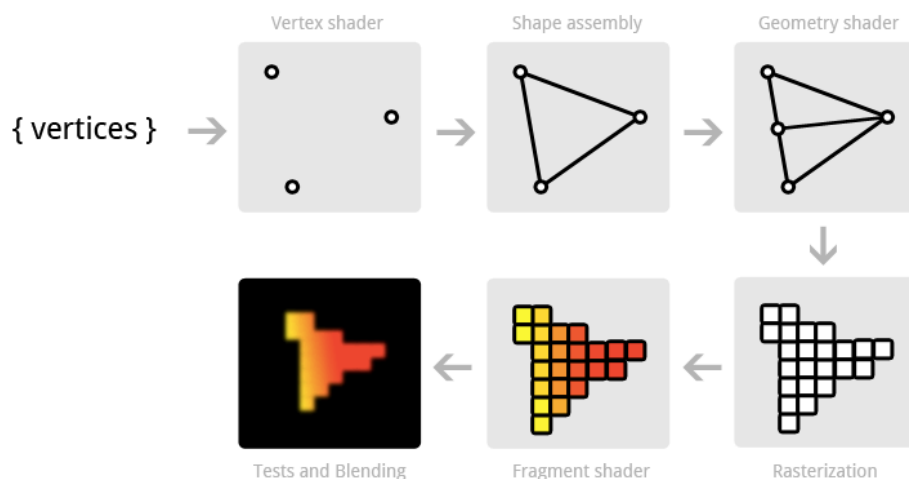 Vertex shader
Shape assembly
Geometry shader
{ vertices }
Tests and Blending
Fragment shader
Rasterization